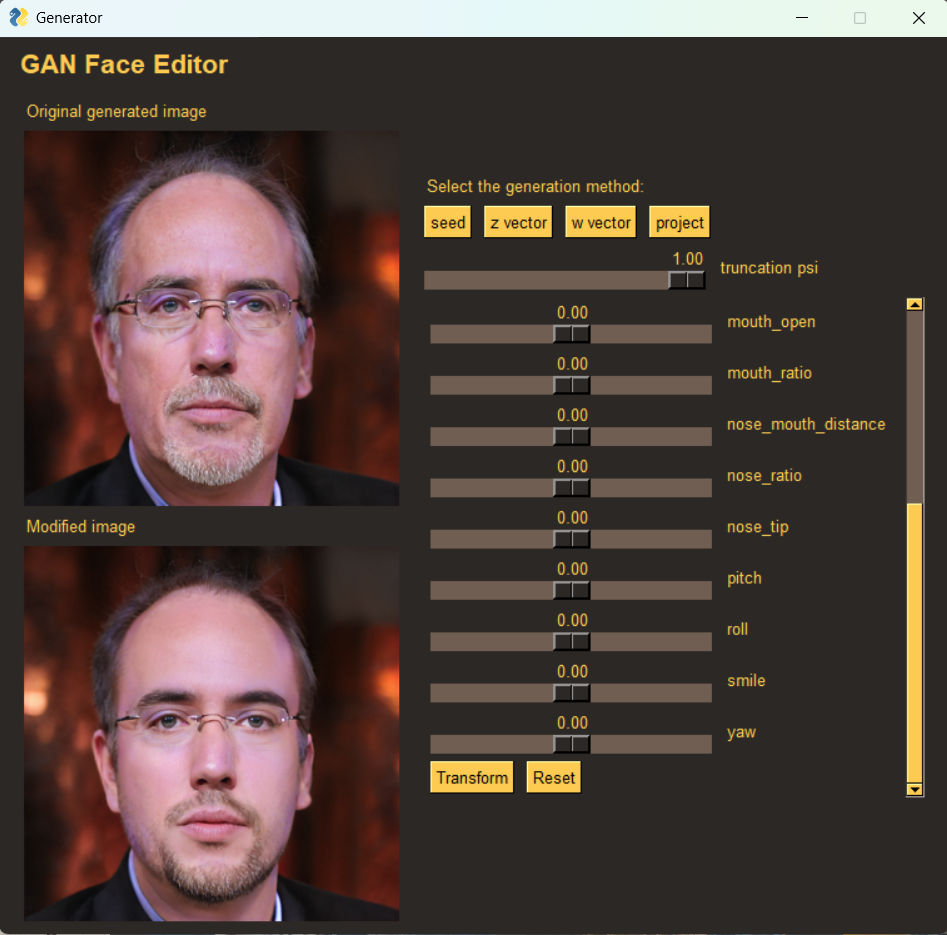 Generator
GAN Face Editor
Original generated image
Select the generation method:
seed z vector w vector project
1.00 truncation psi
0.00 mouth_open
0.00 mouth_ratio
0.00 nose_mouth_distance
0.00 nose_ratio
0.00 nose_tip
Modified image
0.00 pitch
0.00 roll
0.00 smile
0.00 yaw
Transform Reset